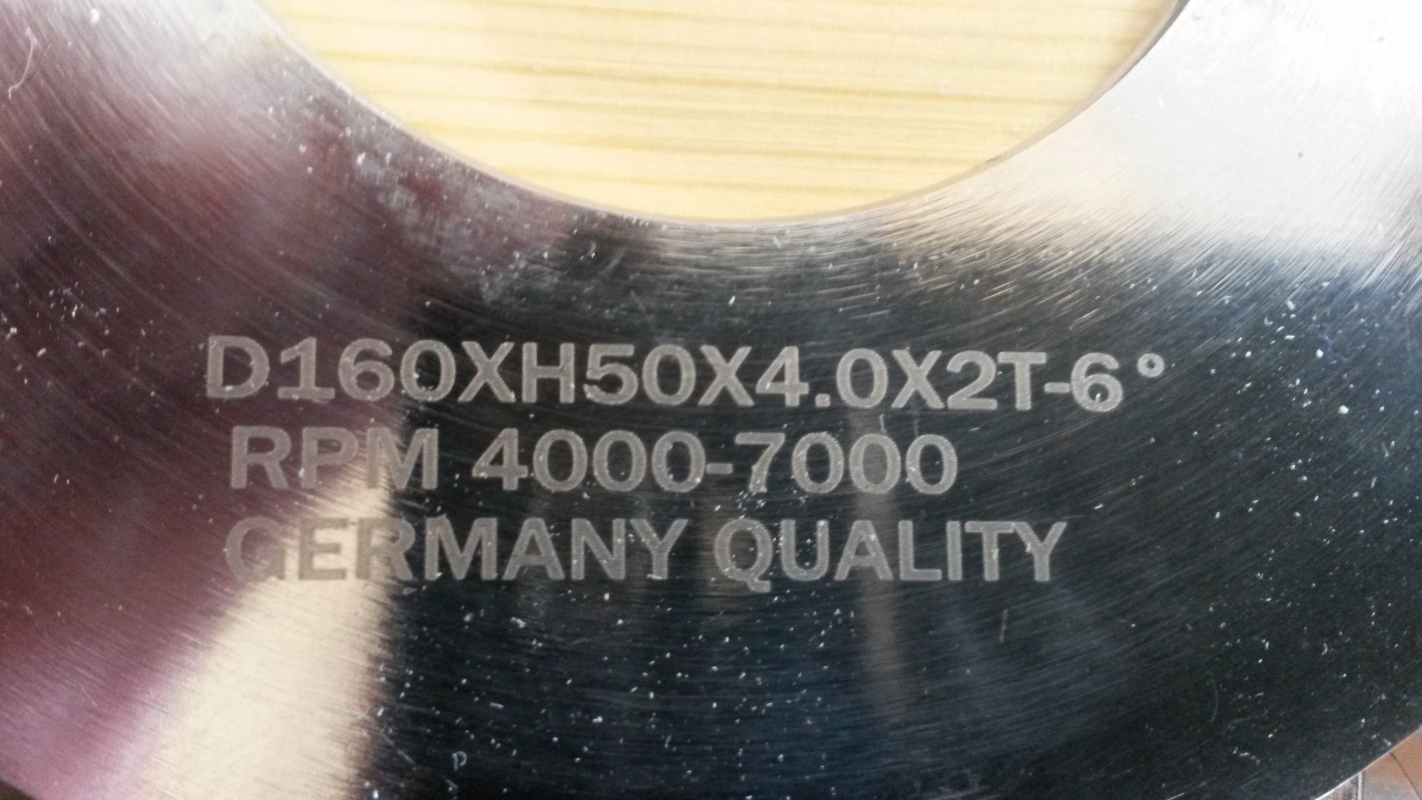 D160XH50X4.0X2T-6°
RPM 4000-7000
GERMANY QUALITY